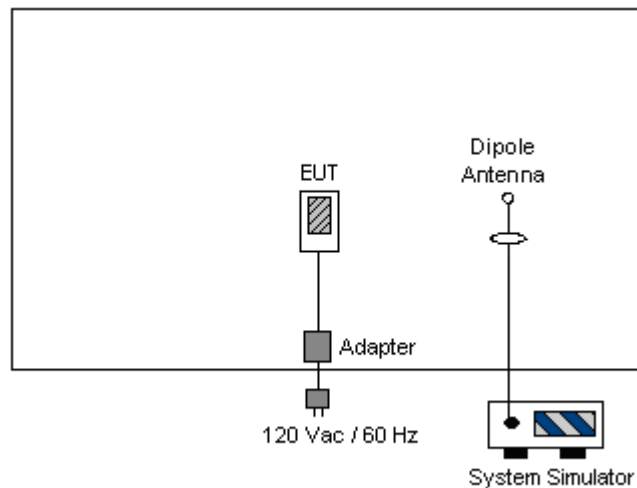 Dipole
Antenna
EUT
Adapter
120 Vac / 60 Hz
System Simulator